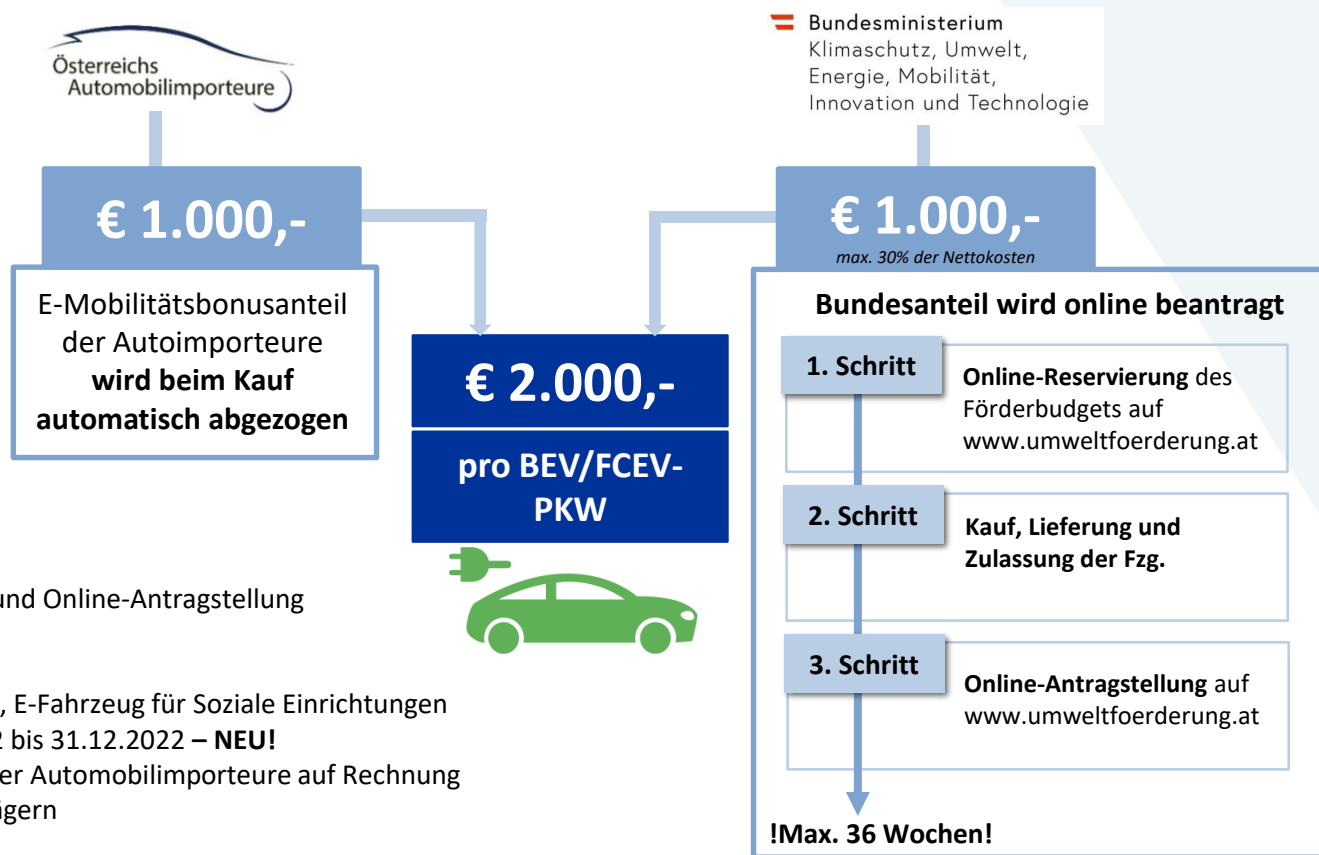 Österreichs
Automobilimporteure
Bundesministerium
Klimaschutz, Umwelt,
Energie, Mobilität,
Innovation und Technologie
€ 1.000,-
E-Mobilitätsbonusanteil
der Autoimporteure
wird beim Kauf
automatisch abgezogen
€ 1.000,-
max. 30% der Nettokosten
€ 2.000,-
pro BEV/FCEV-
PKW
Bundesanteil wird online beantragt
1. Schritt
Online-Reservierung des
Förderbudgets auf
www.umweltfoerderung.at
2. Schritt
Kauf, Lieferung und
Zulassung der Fzg.
3. Schritt
Online-Antragstellung auf
www.umweltfoerderung.at
!Max. 36 Wochen!
und Online-Antragstellung
, E-Fahrzeug für Soziale Einrichtungen
2 bis 31.12.2022 – NEU!
er Automobilimporteure auf Rechnung
ägern